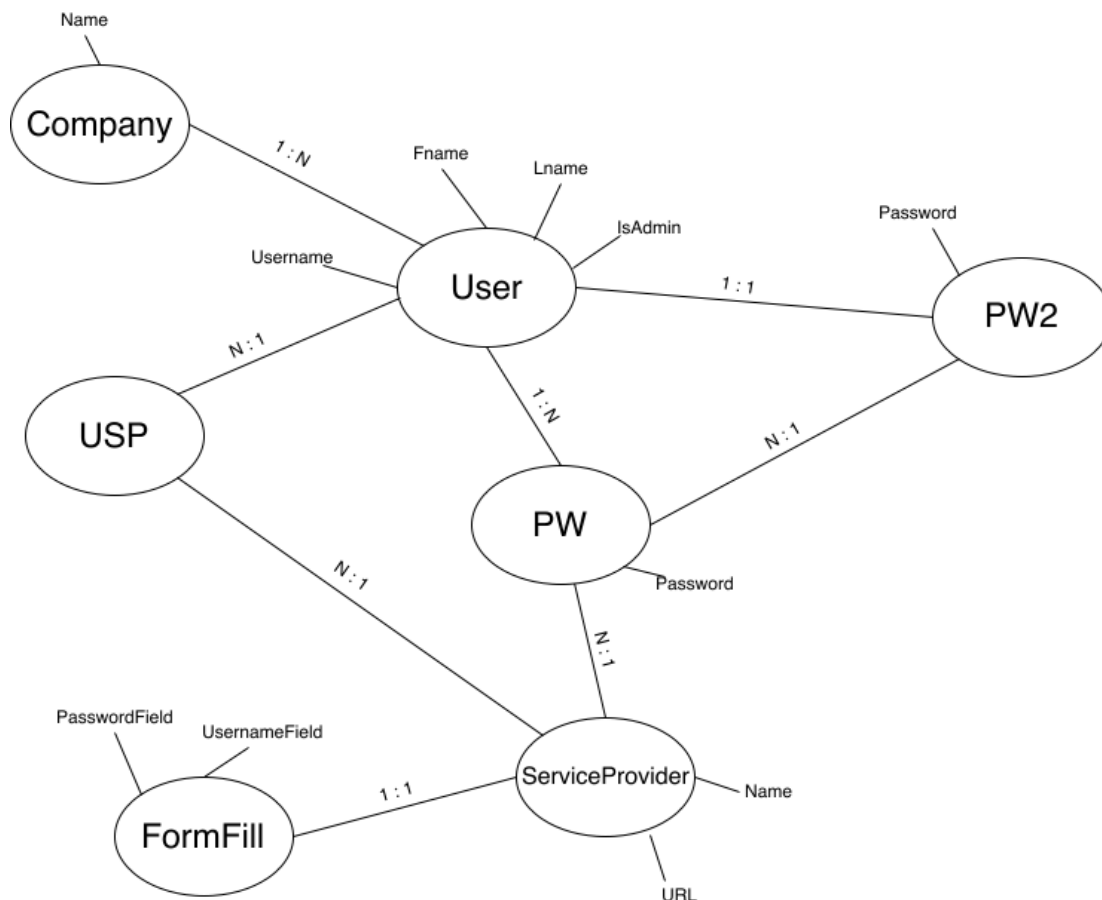 Name
Company
1 : N
Fname
Lname
IsAdmin
Password
Username
User
1 : 1
PW2
N : 1
USP
1 : N
N : 1
PW
Password
N : 1
N : 1
PasswordField
UsernameField
ServiceProvider
1 : 1
Name
FormFill
URL